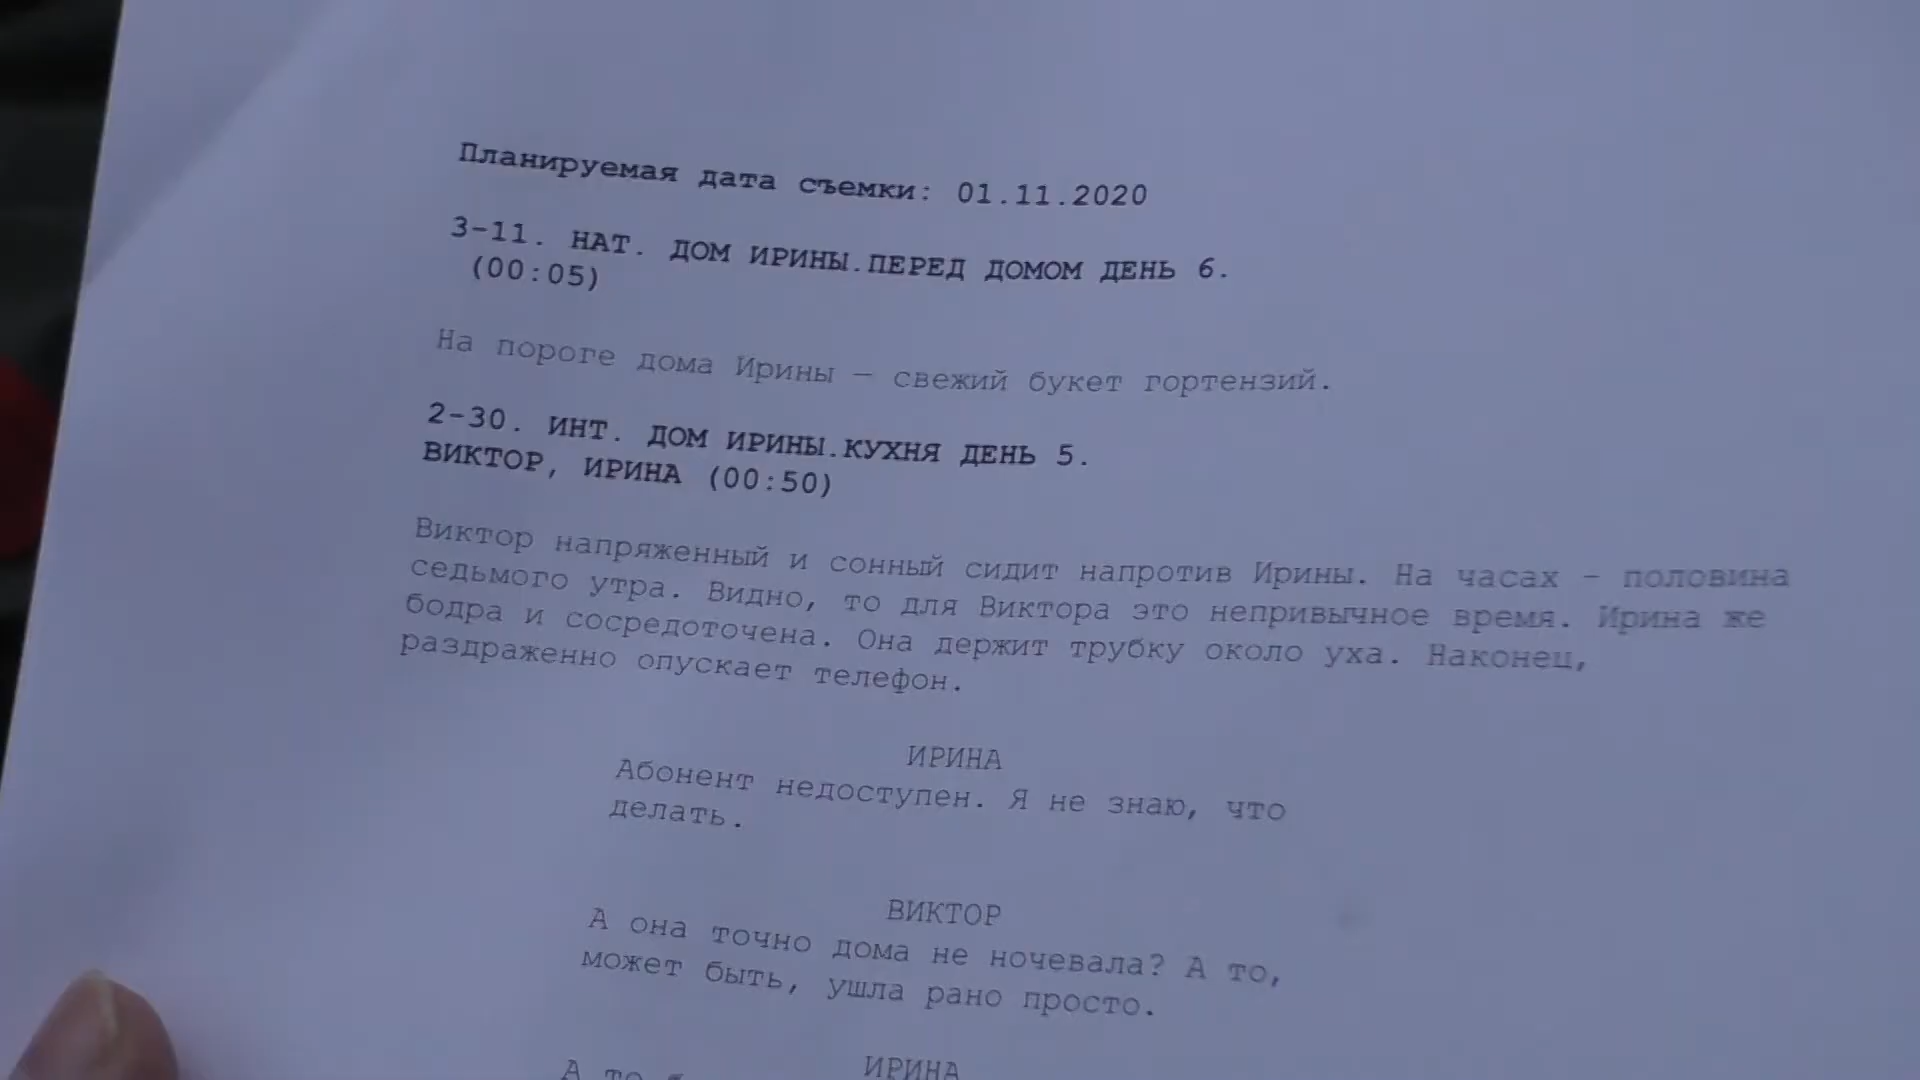 Планируемая дата съемки: 01.11.2020
3-11. НАТ. ДОМ ИРИНЫ.ПЕРЕД ДОМОМ ДЕНЬ 6.
(00:05)
На пороге дома Ирины — свежий букет гортензий.
2-30. ИНТ. ДОМ ИРИНЫ.КУХНЯ ДЕНЬ 5.
ВИКТОР, ИРИНА (00:50)
Виктор напряженный и сонный сидит напротив Ирины. На часах – половина
седьмого утра. Видно, то для Виктора это непривычное время. Ирина же
бодра и сосредоточена. Она держит трубку около уха. Наконец,
раздраженно опускает телефон.
ИРИНА
Абонент недоступен. Я не знаю, что
делать.
ВИКТОР
А она точно дома не ночевала? А то,
может быть, ушла рано просто.
ИРИНА
А то